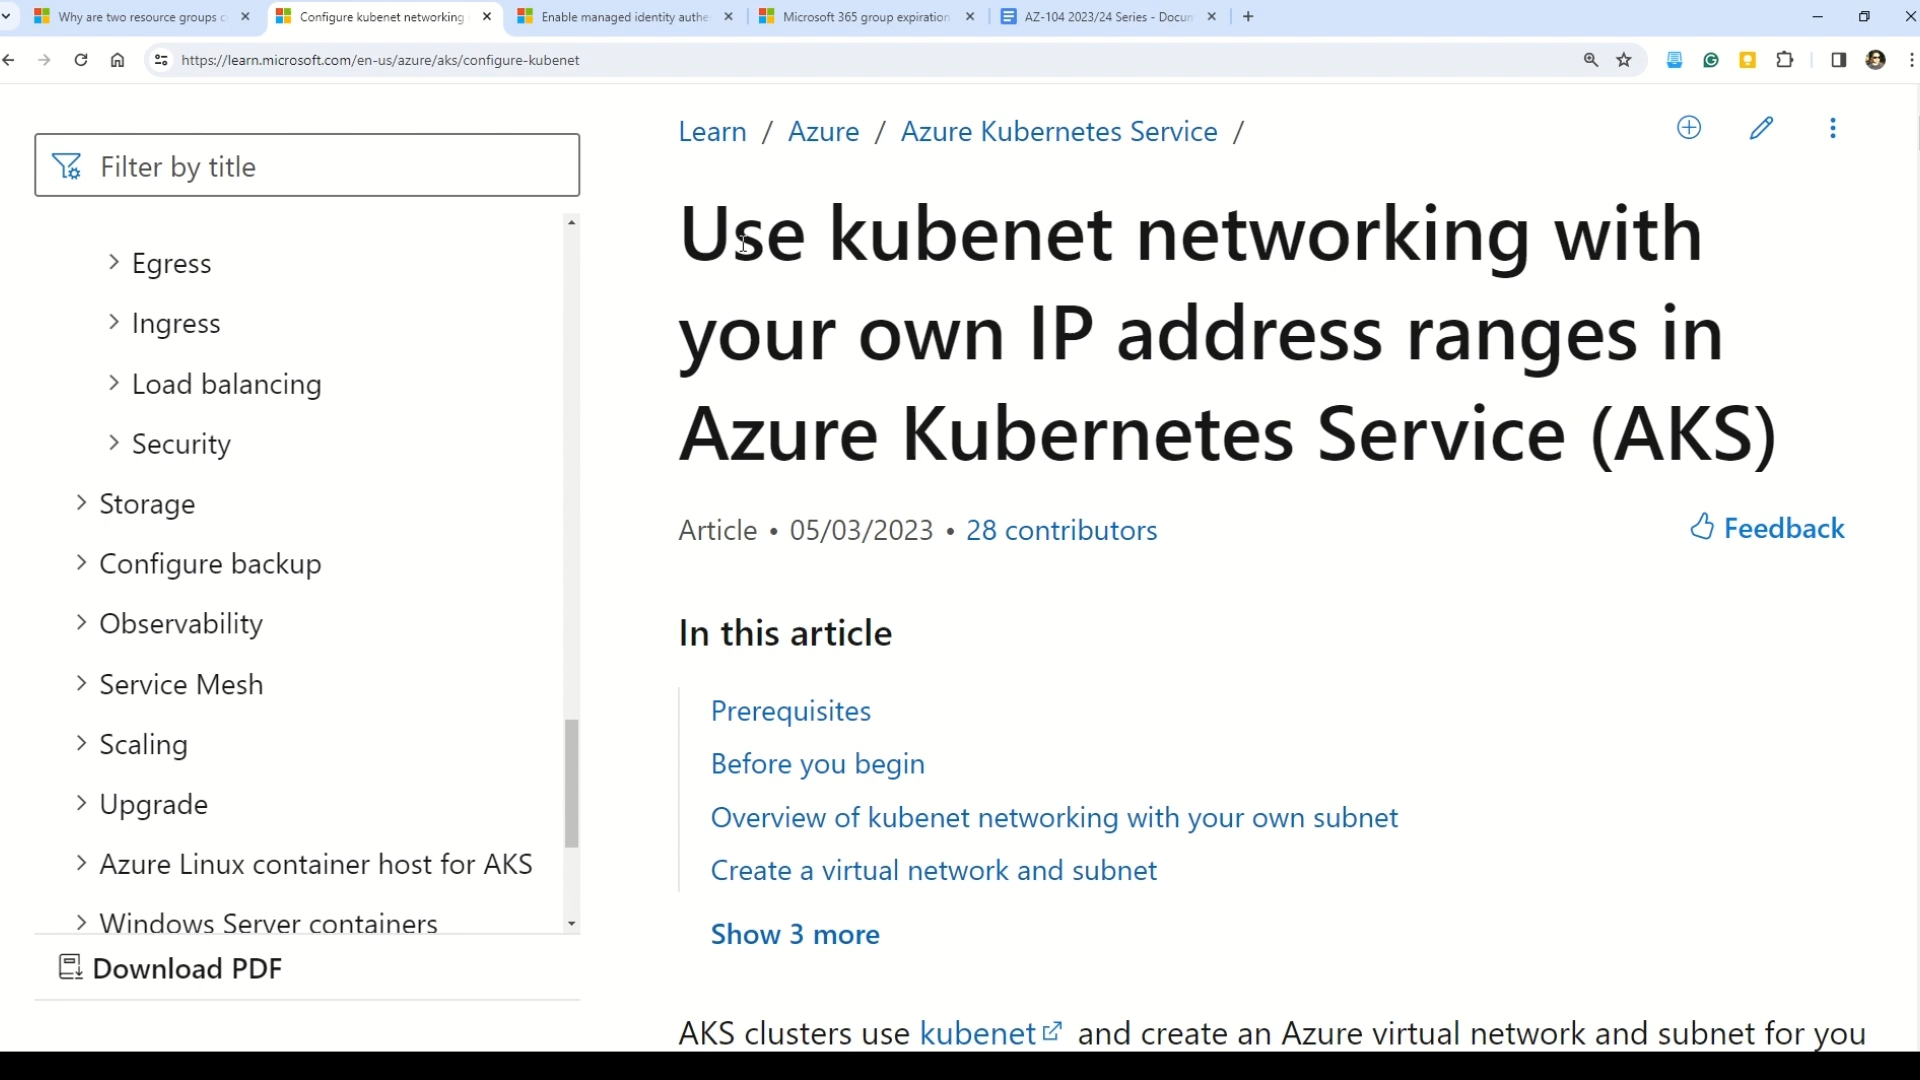 Why are two resource groups c
Configure kubenet networking
Enable managed identity authe
Microsoft 365 group expiration
AZ-104 2023/24 Series - Docum
https://learn.microsoft.com/en-us/azure/aks/configure-kubenet
Filter by title
Egress
Ingress
Load balancing
Security
Storage
Configure backup
Observability
Service Mesh
Scaling
Upgrade
Azure Linux container host for AKS
Windows Server containers
Download PDF
Learn / Azure / Azure Kubernetes Service /
Use kubenet networking with
your own IP address ranges in
Azure Kubernetes Service (AKS)
Article • 05/03/2023 • 28 contributors
Feedback
In this article
Prerequisites
Before you begin
Overview of kubenet networking with your own subnet
Create a virtual network and subnet
Show 3 more
AKS clusters use kubenet and create an Azure virtual network and subnet for you